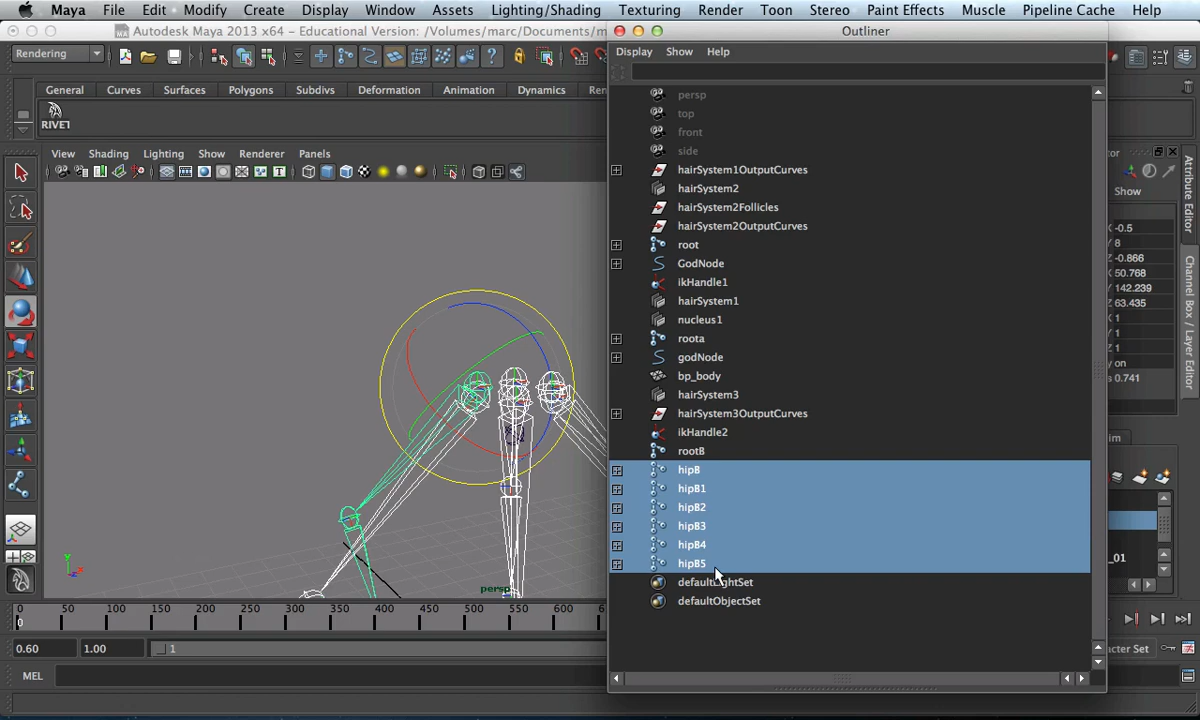 Maya File Edit Modify Create Display Window Assets Lighting/Shading Texturing Render Toon Stereo Paint Effects Muscle Pipeline Cache Help
Autodesk Maya 2013 x64 – Educational Version: /Volumes/marc/Documents/m
Outliner
Rendering
Display Show Help
General Curves Surfaces Subdivs Polygons Deformation Animation Dynamics Ren
RIVET
View Shading Lighting Show Renderer Panels
persp
top
front
side
hairSystem1OutputCurves
hairSystem2
hairSystem2Follicles
hairSystem2OutputCurves
root
GodNode
ikHandle1
hairSystem1
nucleus1
roota
godNode
bp_body
hairSystem3
hairSystem3OutputCurves
ikHandle2
rootB
hipB
hipB1
hipB2
hipB3
hipB4
hipB5
defaultLightSet
defaultObjectSet
Show
X -0.5
Y 8
Z -0.866
X 50.768
Y 142.239
Z 63.435
X 1
Y 1
Z 1
y on
s 0.741
Attribute Editor
Channel Box / Layer Editor
_01
persp
0 50 100 150 200 250 300 350 400 450 500 550 6
0
0.60 1.00 1
cter Set
MEL